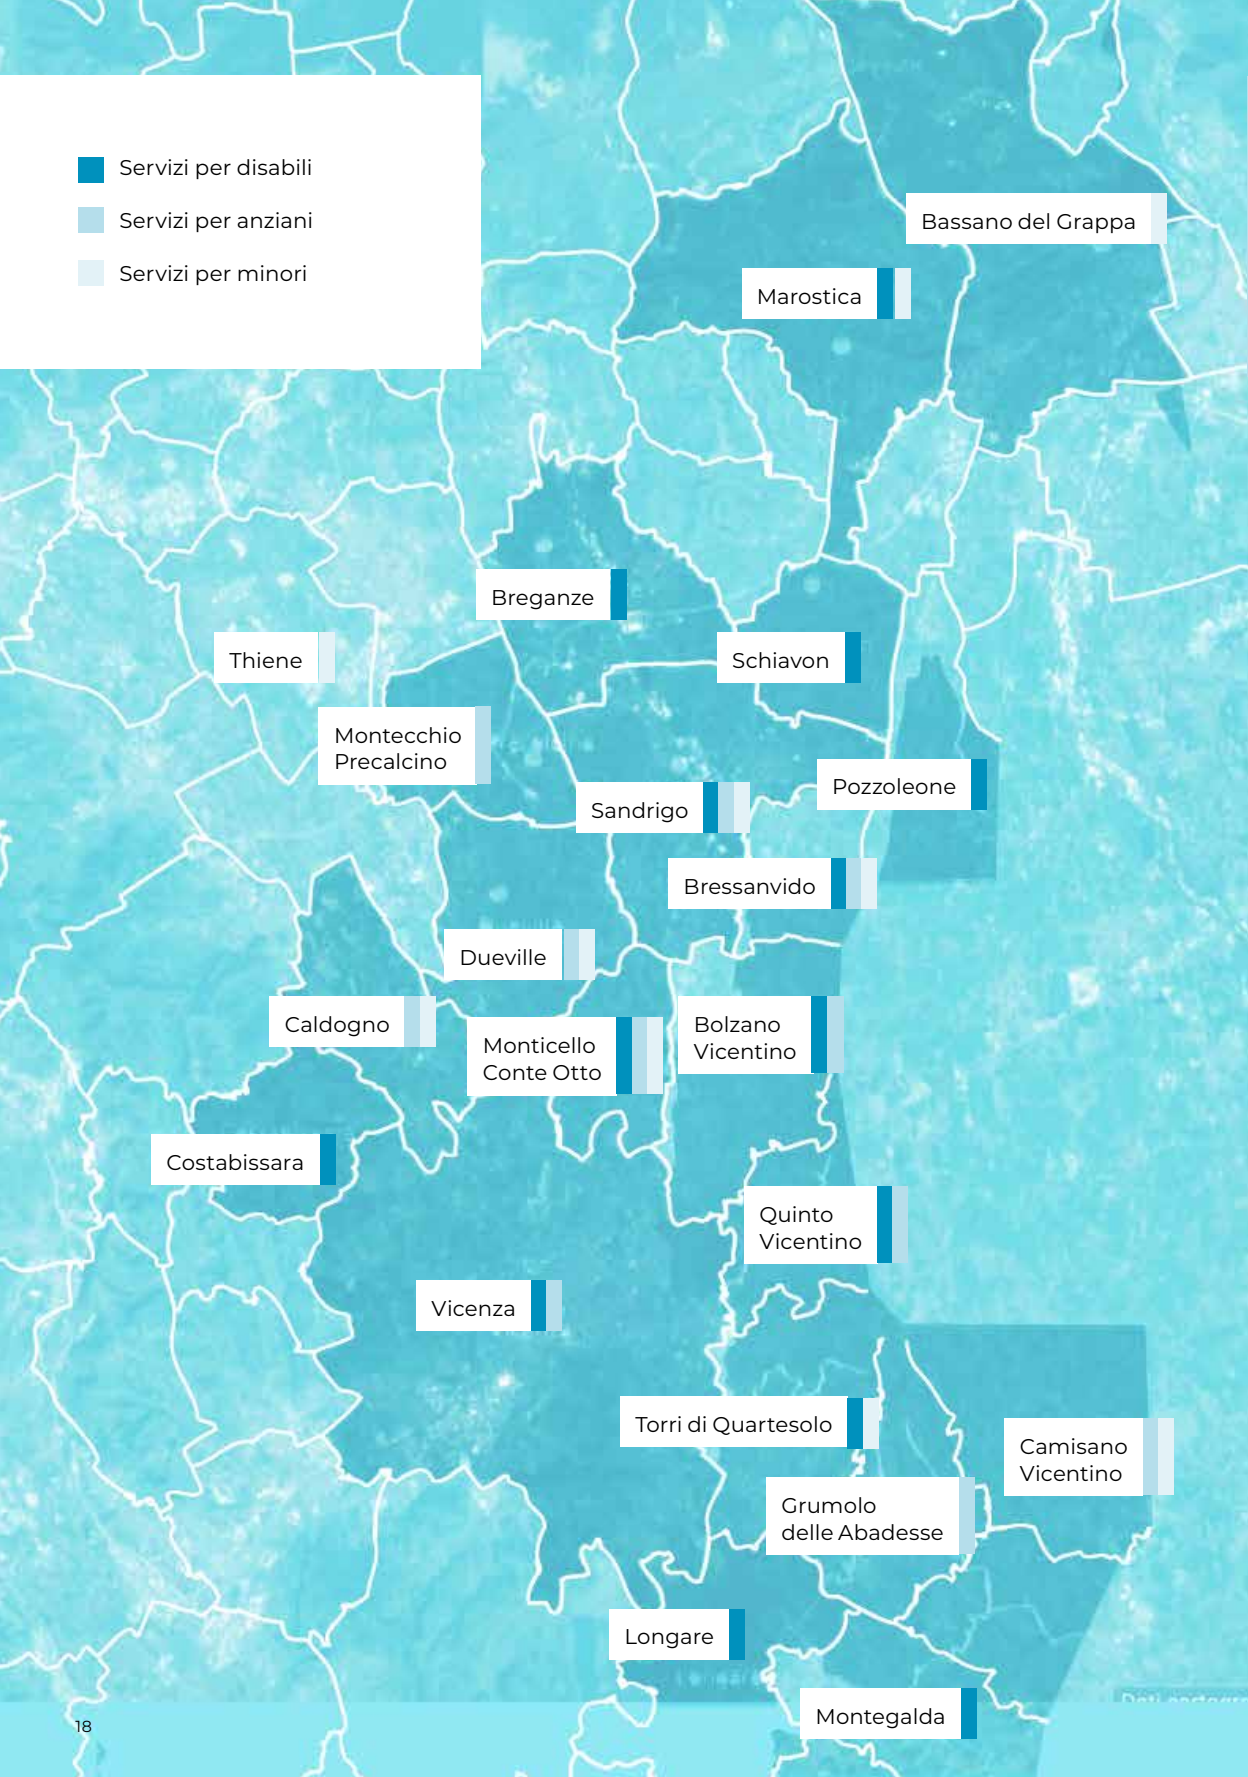 Servizi per disabili
Servizi per anziani
Servizi per minori
Bassano del Grappa
Marostica
Breganze
Thiene
Schiavon
Montecchio
Precalcino
Pozzoleone
Sandrigo
Bressanvido
Dueville
Caldogno
Monticello
Conte Otto
Bolzano
Vicentino
Costabissara
Quinto
Vicentino
Vicenza
Torri di Quartesolo
Camisano
Vicentino
Grumolo
delle Abadesse
Longare
Montegalda
18